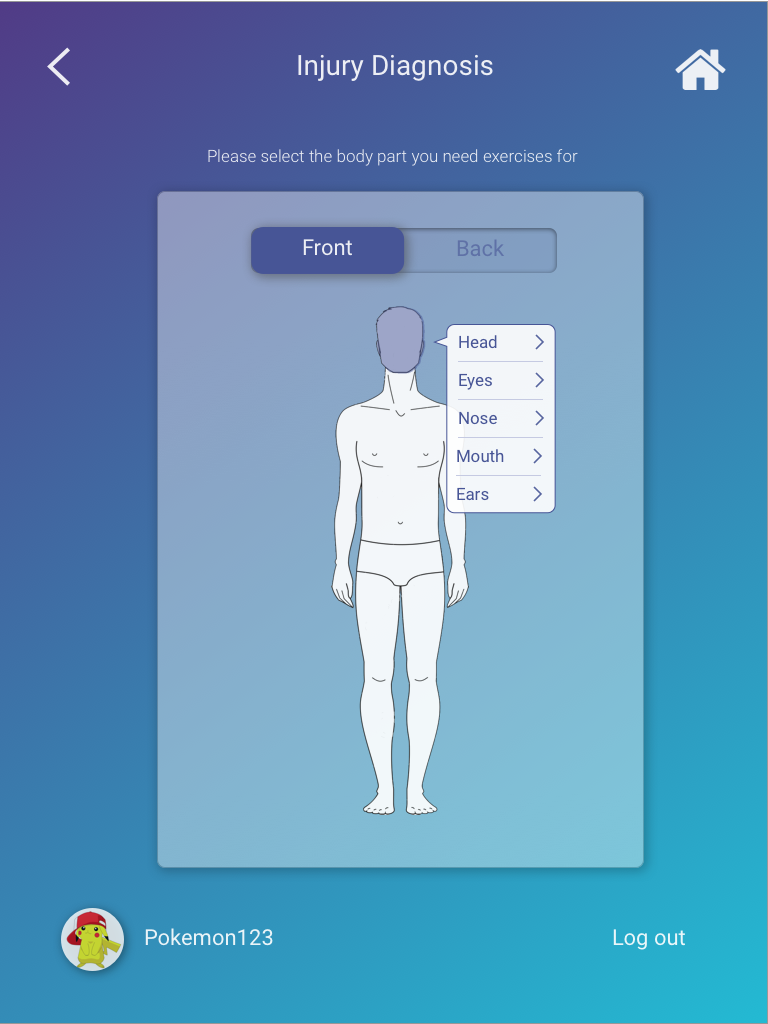 Injury Diagnosis
Please select the body part you need exercises for
Front
Back
Head
Eyes
Nose
Mouth
Ears
Pokemon123
Log out